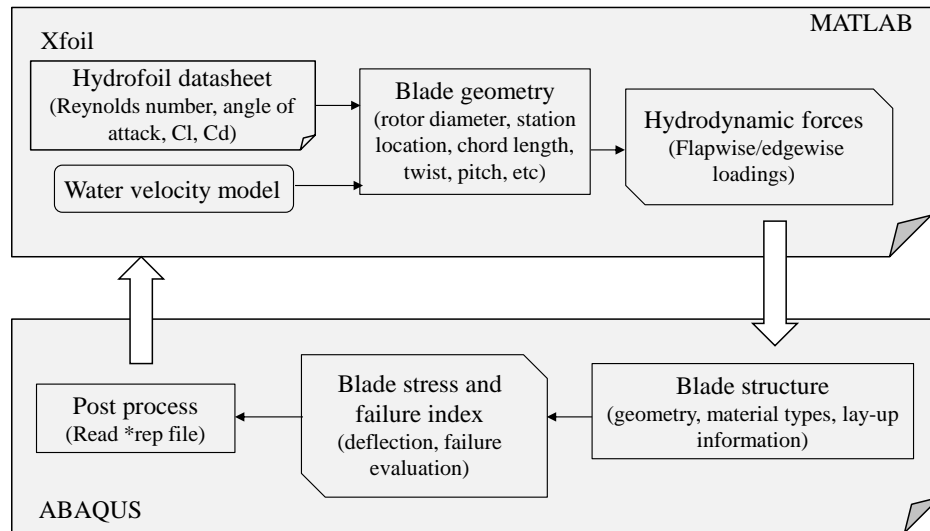 MATLAB
Xfoil
Hydrofoil datasheet
(Reynolds number, angle of
attack, Cl, Cd)
Water velocity model
Blade geometry
(rotor diameter, station
location, chord length,
twist, pitch, etc)
Hydrodynamic forces
(Flapwise/edgewise
loadings)
Post process
(Read *rep file)
Blade stress and
failure index
(deflection, failure
evaluation)
Blade structure
(geometry, material types, lay-up
information)
ABAQUS